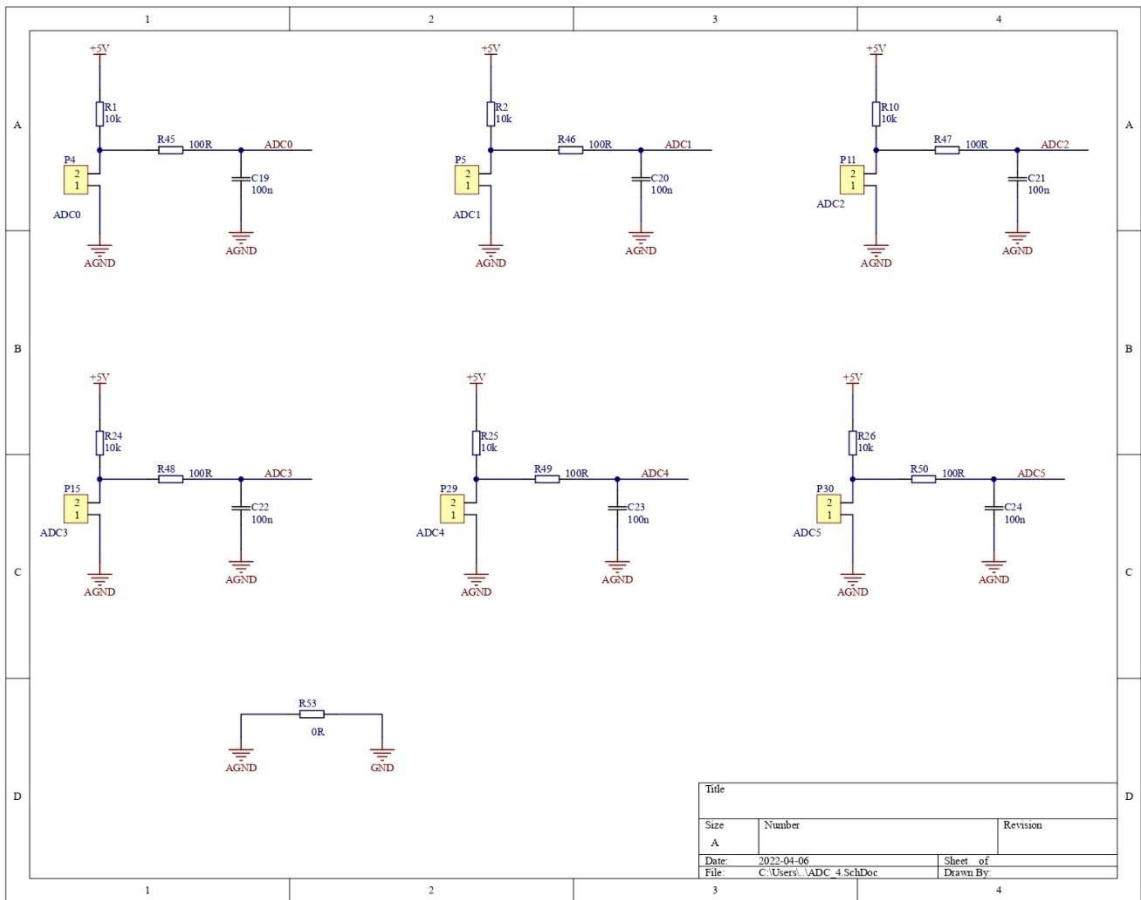 1 2 3 4
A A
+5V +5V +5V
R1 R2 R10
10k 10k 10k
R45 100R ADC0 R46 100R ADC1 R47 100R ADC2
P4 P5 P11
2 2 2
1 1 1
C19 C20 C21
100n 100n 100n
ADC0 ADC1 ADC2
AGND AGND AGND AGND AGND AGND
B B
+5V +5V +5V
R24 R25 R26
10k 10k 10k
R48 100R ADC3 R49 100R ADC4 R50 100R ADC5
P15 P29 P30
2 2 2
1 1 1
C22 C23 C24
100n 100n 100n
ADC3 ADC4 ADC5
C C
AGND AGND AGND AGND AGND AGND
R53
0R
AGND GND
D D
Title
Size Number Revision
A
Date: 2022-04-06 Sheet of
File: C:\Users\..\ADC_4.SchDoc Drawn By:
1 2 3 4